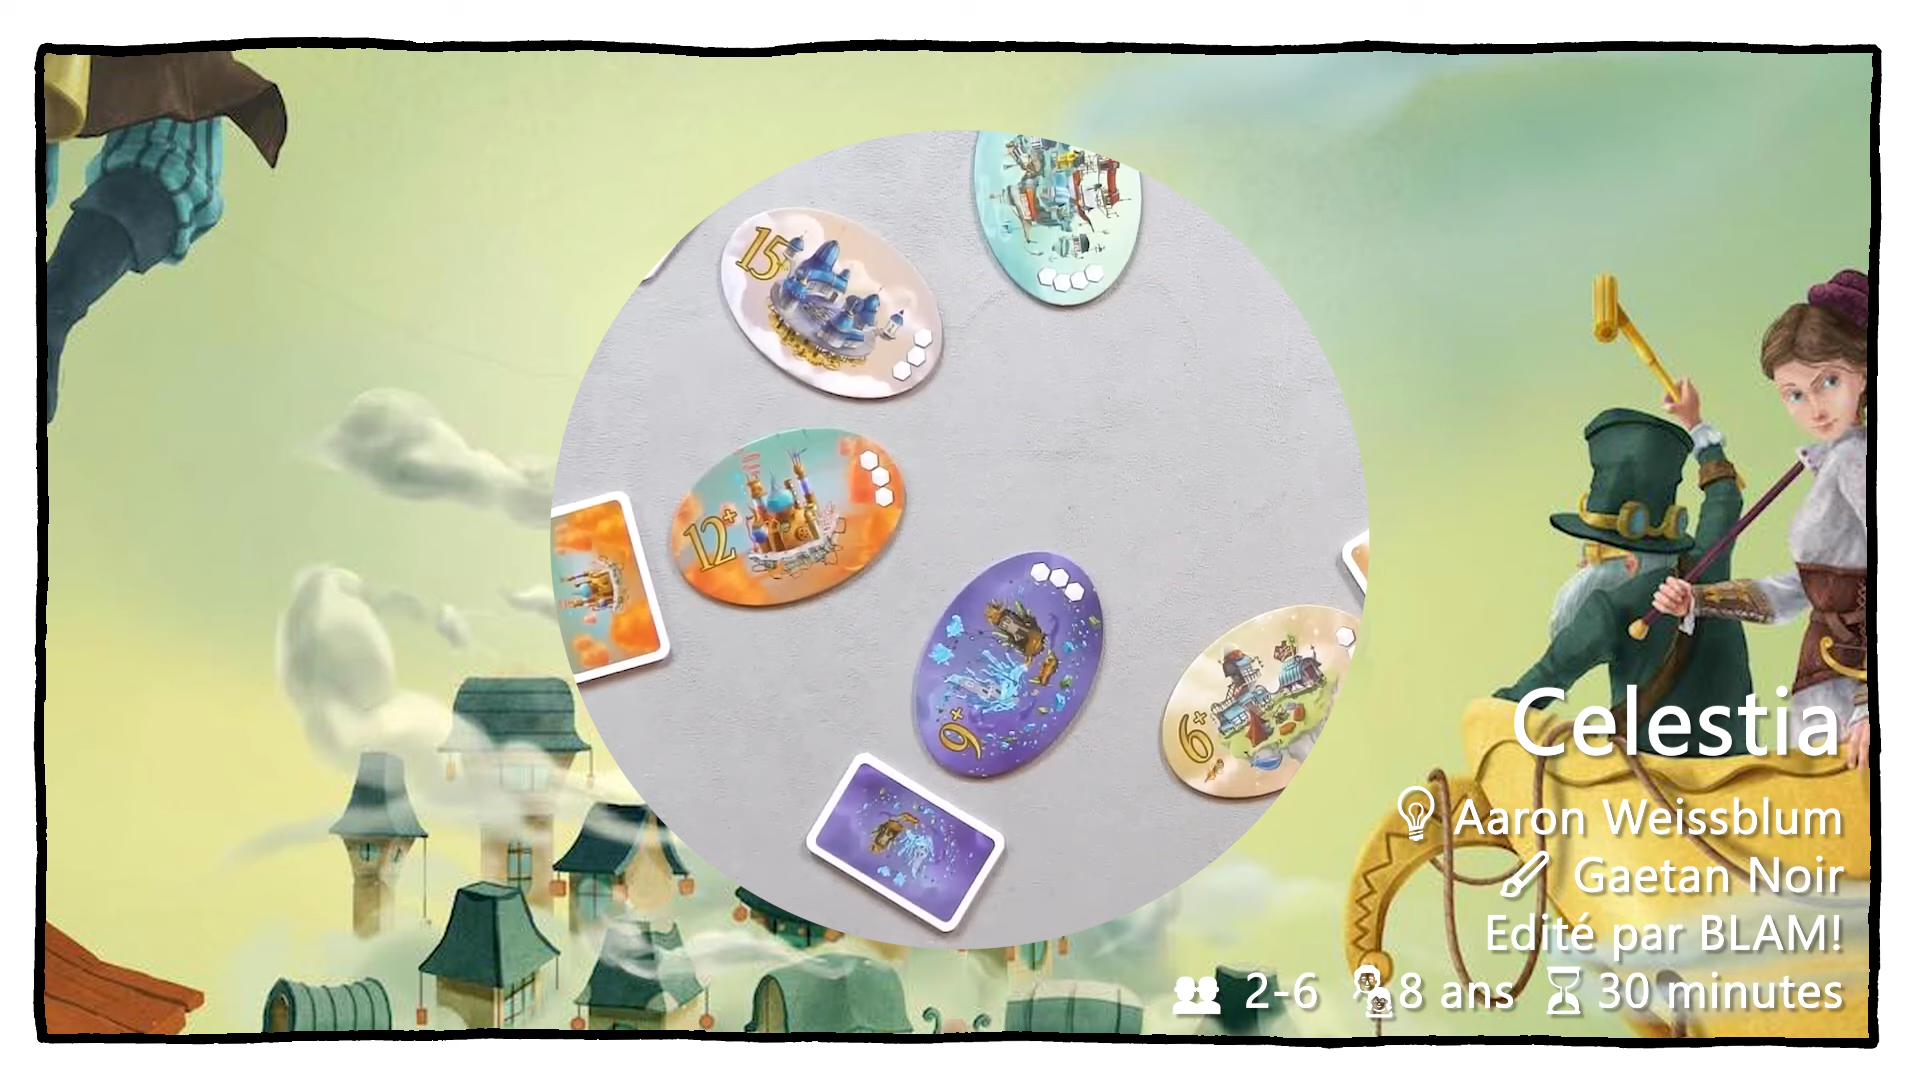 15
12+
9+
6+
Celestia
Aaron Weissblum
Gaetan Noir
Edité par BLAM!
2-6 8 ans 30 minutes